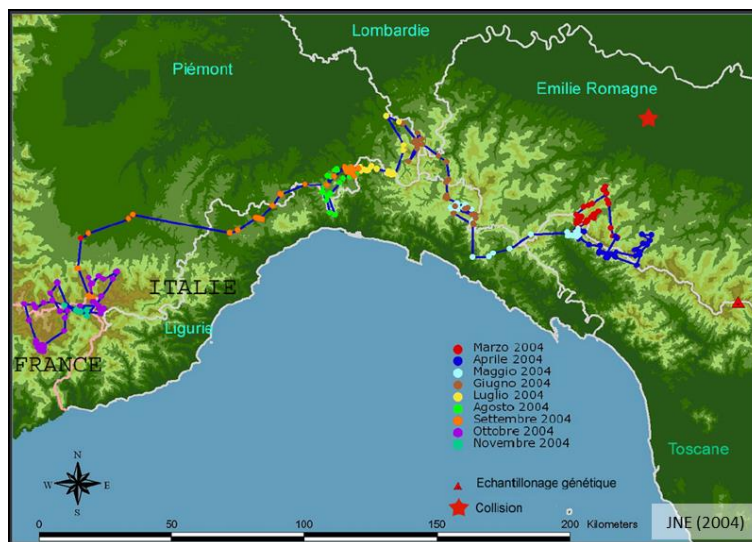 Lombardie
Piémont
Emilie Romagne
ITALIE
Ligurie
FRANCE
Marzo 2004
Aprile 2004
Maggio 2004
Giugno 2004
Luglio 2004
Agosto 2004
Settembre 2004
Ottobre 2004
Novembre 2004
Toscane
N
W E
S
Echantillonage génétique
Collision
0 50 100 150 200 Kilometers
JNE (2004)